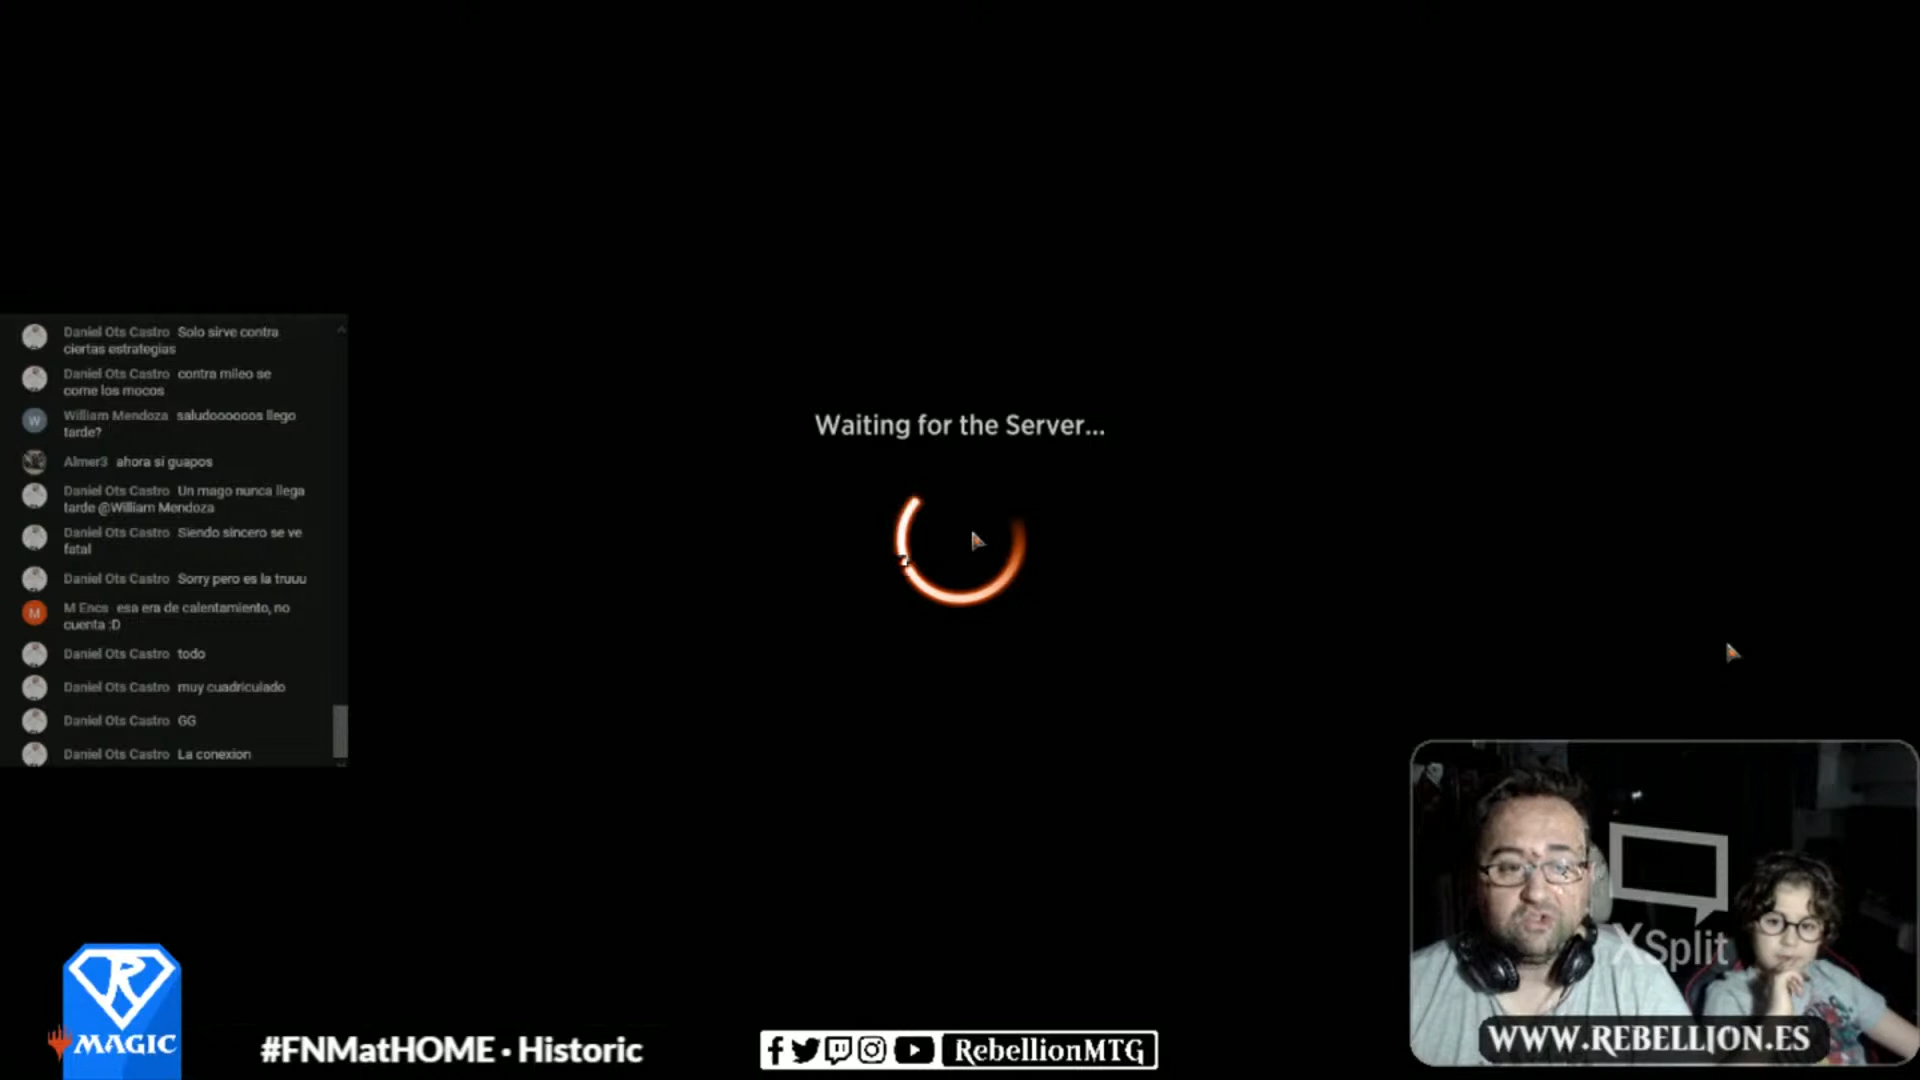 Daniel Ots Castro Solo sirve contra
ciertas estrategias
Daniel Ots Castro contra mileo se
come los mocos
W
William Mendoza saludoooooos llego
tarde?
Almer3 ahora si guapos
Daniel Ots Castro Un mago nunca llega
tarde @William Mendoza
Daniel Ots Castro Siendo sincero se ve
fatal
Daniel Ots Castro Sorry pero es la truuu
M
M Encs esa era de calentamiento, no
cuenta :D
Daniel Ots Castro todo
Daniel Ots Castro muy cuadriculado
Daniel Ots Castro GG
Daniel Ots Castro La conexion
Waiting for the Server...
XSplit
WWW.REBELLION.ES
R
MAGIC
#FNMatHOME · Historic
RebellionMTG